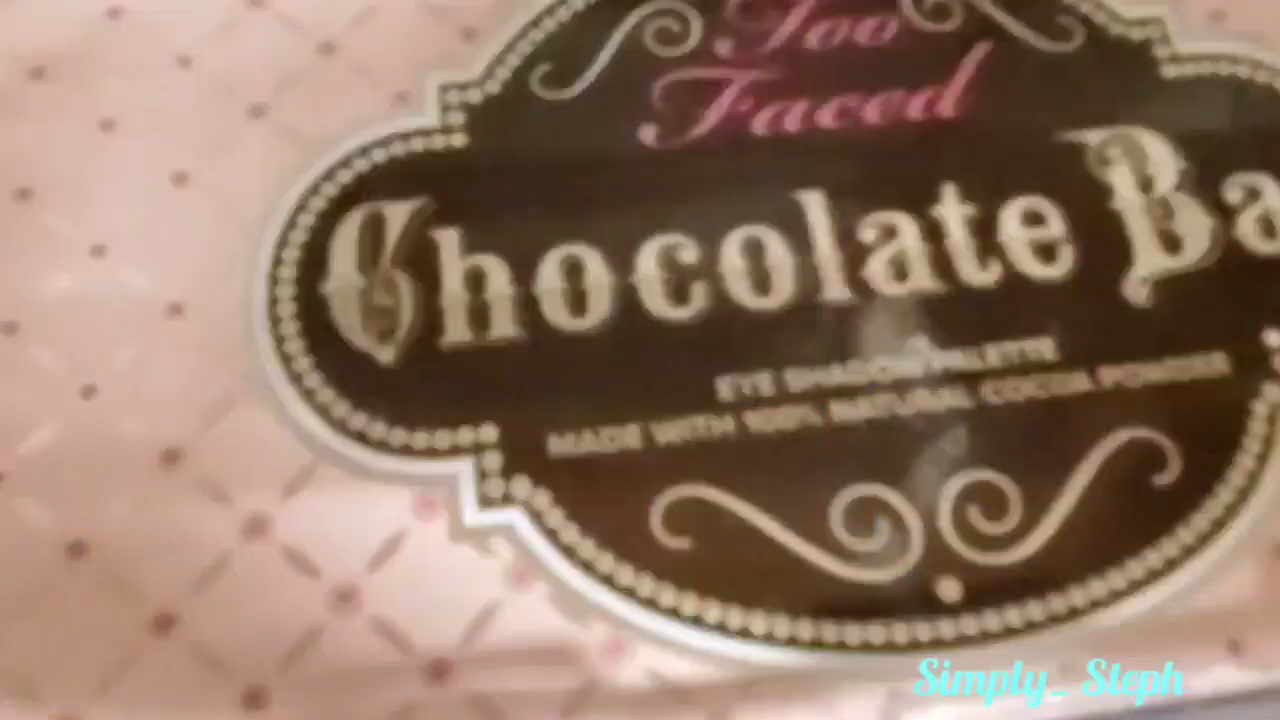 Too
Faced
Chocolate Ba
EYE SHADOW PALETTE
MADE WITH 100% NATURAL COCOA POWDER
Simply_ Steph